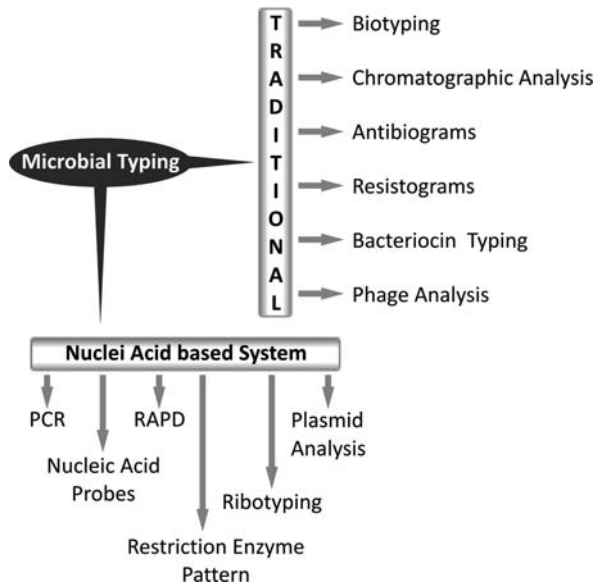 Microbial Typing
TRADITIONAL
Biotyping
Chromatographic Analysis
Antibiograms
Resistograms
Bacteriocin Typing
Phage Analysis
Nuclei Acid based System
PCR
Nucleic Acid
Probes
RAPD
Restriction Enzyme
Pattern
Ribotyping
Plasmid
Analysis